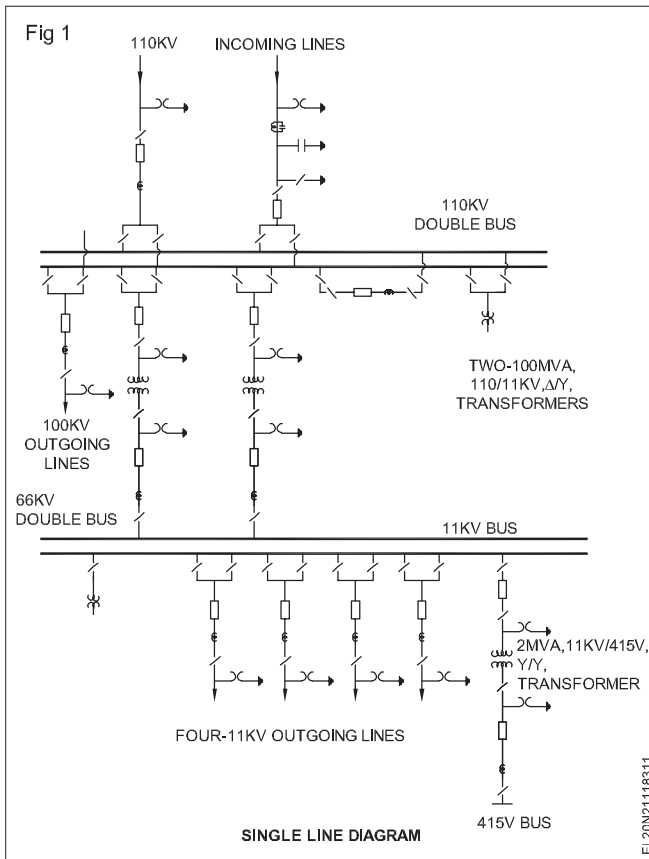 Fig 1
110KV
INCOMING LINES
110KV
DOUBLE BUS
TWO-100MVA,
110/11KV,Δ/Y,
TRANSFORMERS
100KV
OUTGOING
LINES
66KV
DOUBLE BUS
11KV BUS
2MVA,11KV/415V,
Y/Y,
TRANSFORMER
FOUR-11KV OUTGOING LINES
415V BUS
SINGLE LINE DIAGRAM
EL20N21118311